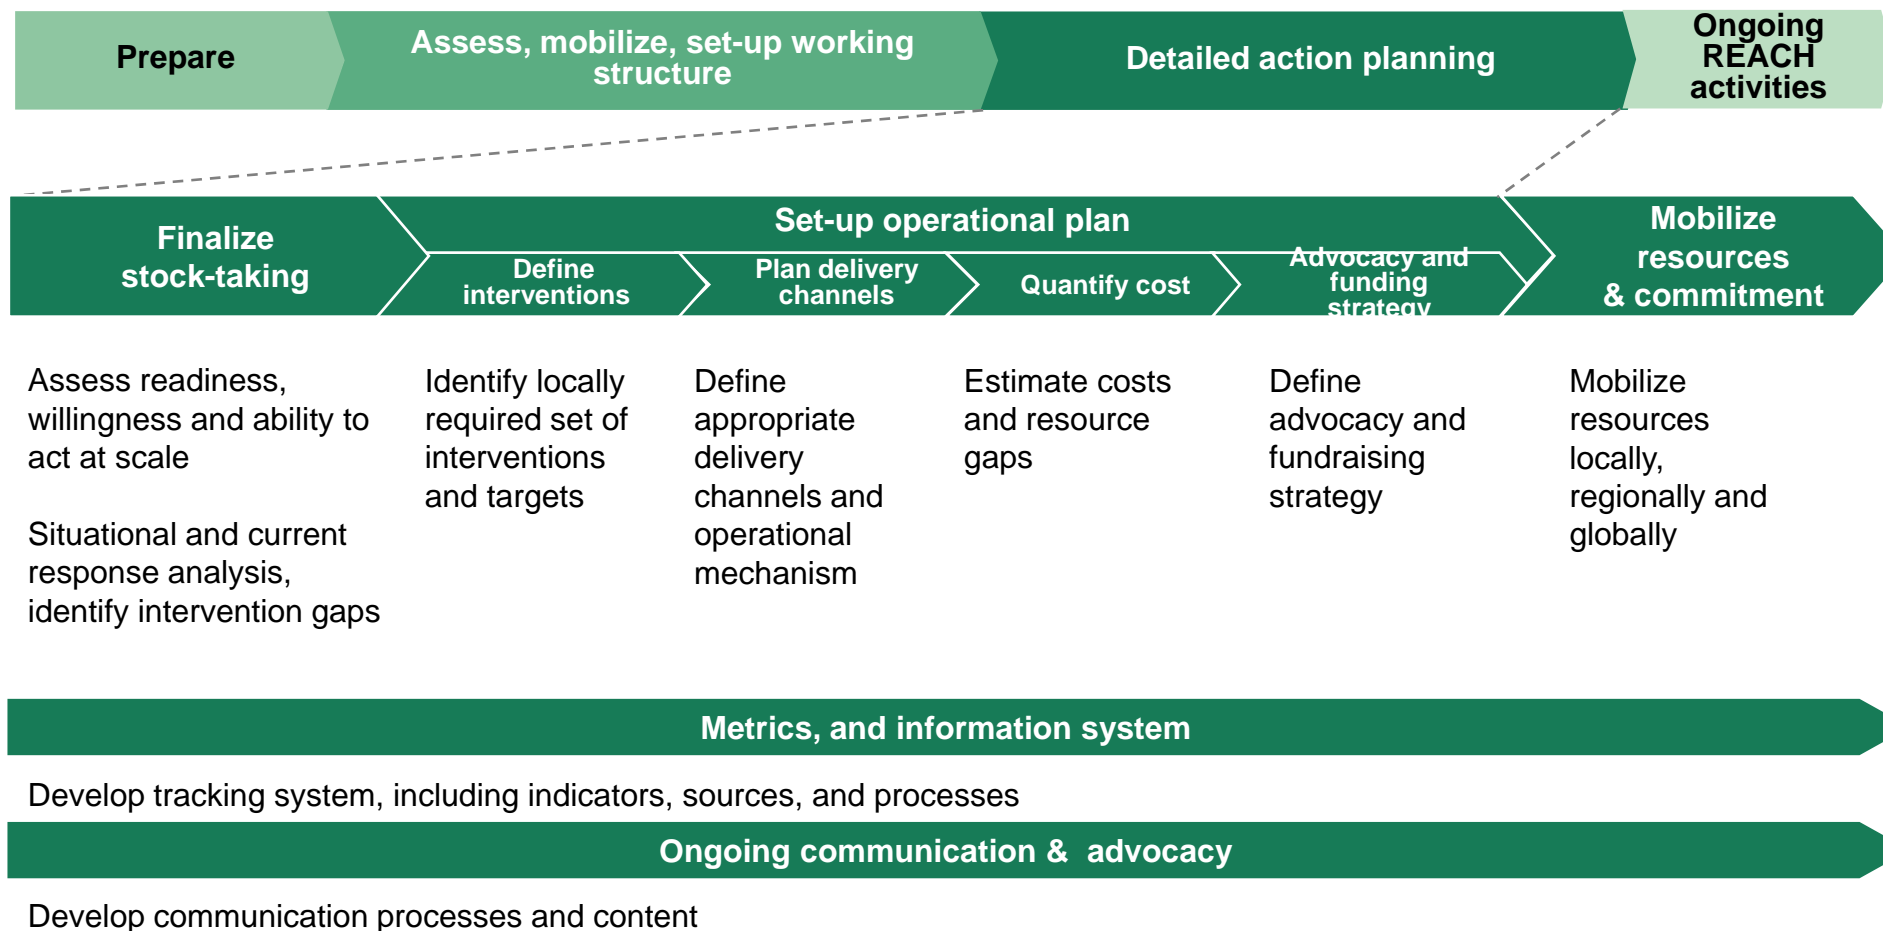 Prepare
Assess, mobilize, set-up working
structure
Detailed action planning
Ongoing
REACH
activities
Finalize
stock-taking
Set-up operational plan
Define
interventions
Plan delivery
channels
Quantify cost
Advocacy and
funding
strategy
Mobilize
resources
& commitment
Assess readiness,
willingness and ability to
act at scale
Situational and current
response analysis,
identify intervention gaps
Identify locally
required set of
interventions
and targets
Define
appropriate
delivery
channels and
operational
mechanism
Estimate costs
and resource
gaps
Define
advocacy and
fundraising
strategy
Mobilize
resources
locally,
regionally and
globally
Metrics, and information system
Develop tracking system, including indicators, sources, and processes
Ongoing communication &  advocacy
Develop communication processes and content